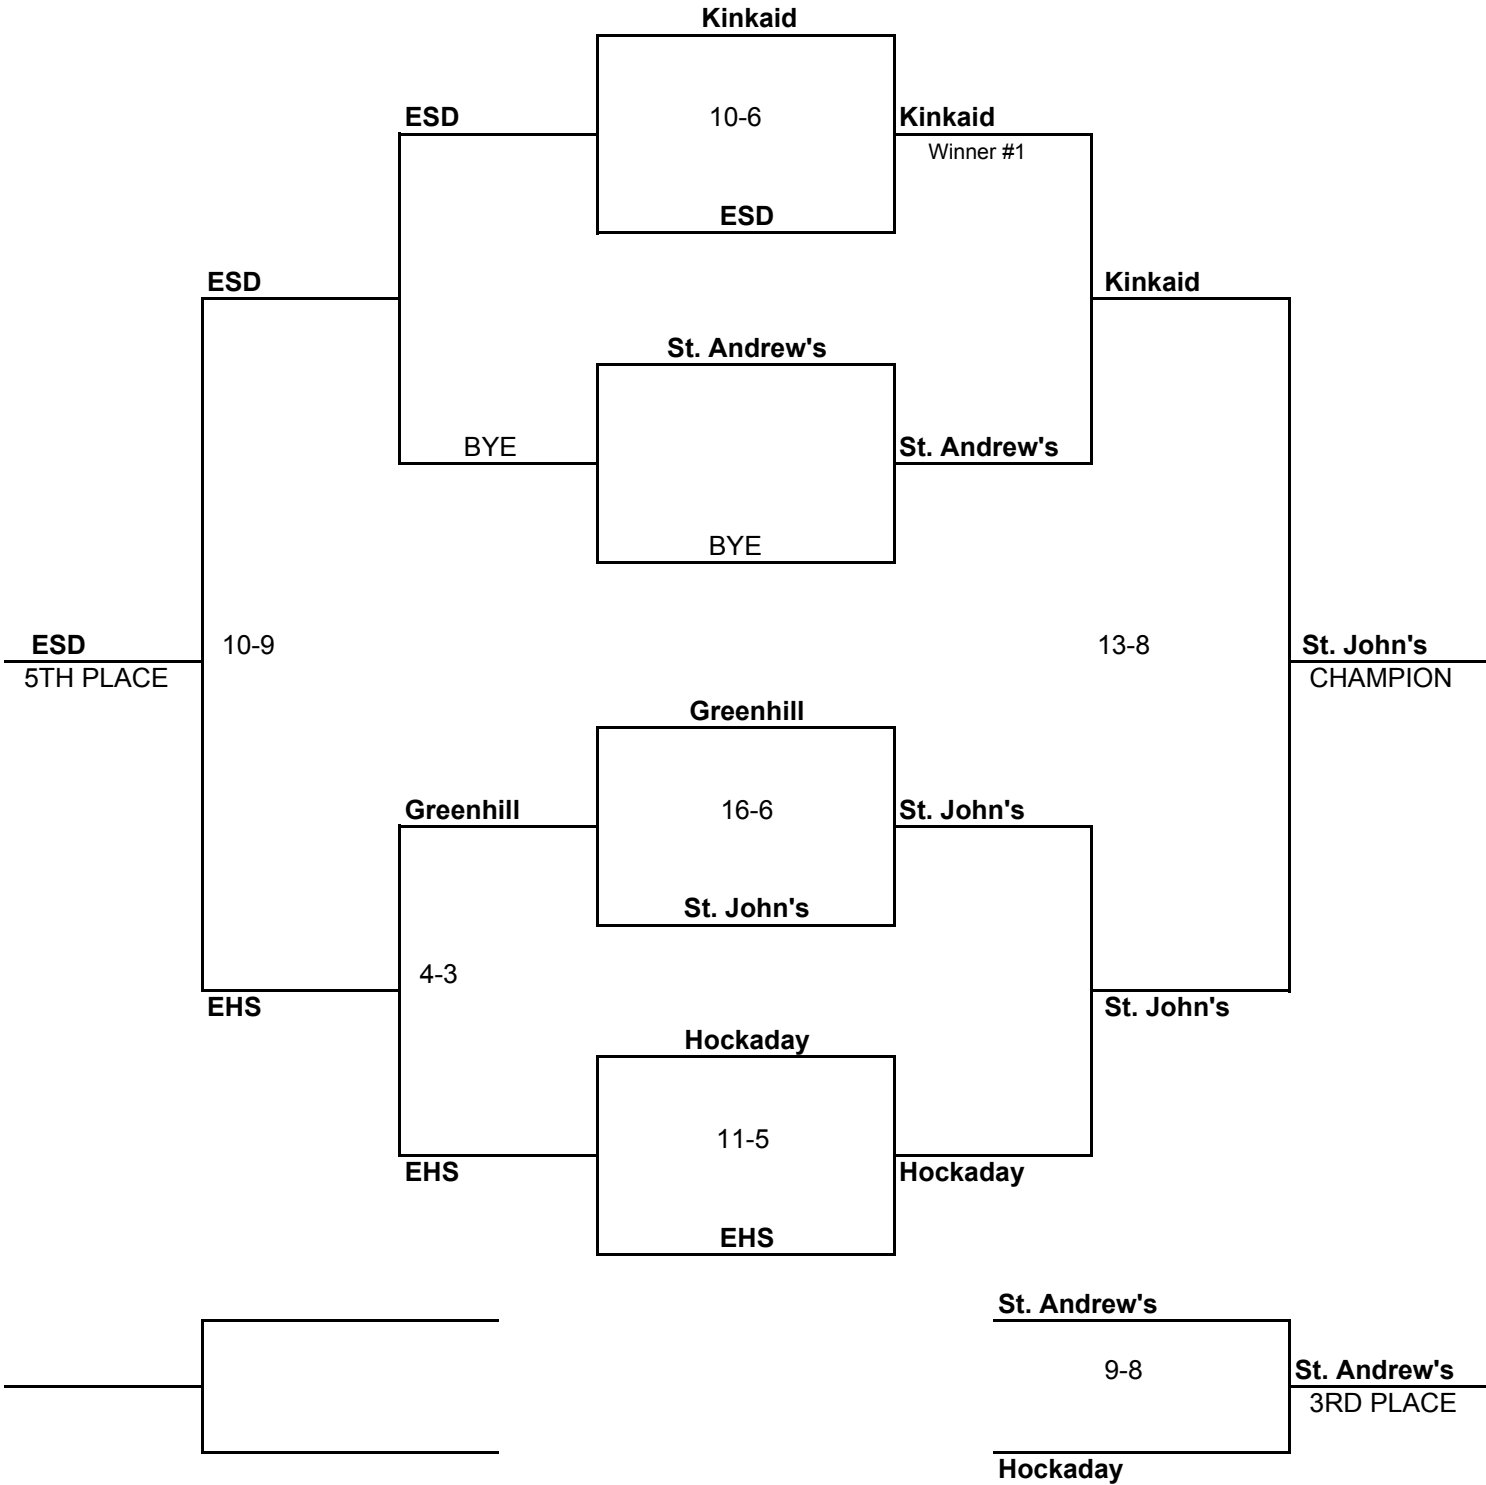 Kinkaid
ESD
10-6
Kinkaid
Winner #1
ESD
ESD
Kinkaid
St. Andrew's
BYE
St. Andrew's
BYE
ESD
10-9
13-8
St. John's
5TH PLACE
CHAMPION
Greenhill
Greenhill
16-6
St. John's
St. John's
4-3
EHS
St. John's
Hockaday
11-5
EHS
Hockaday
EHS
St. Andrew's
9-8
St. Andrew's
3RD PLACE
Hockaday